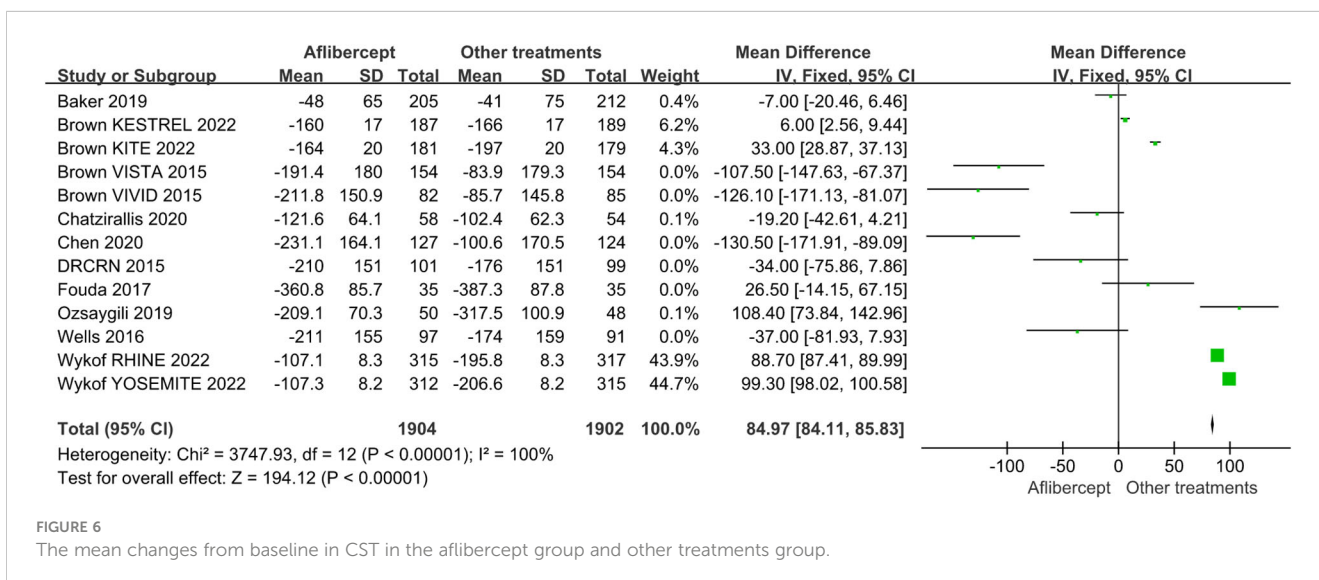 Aflibercept Other treatments Mean Difference Mean Difference
Study or Subgroup Mean SD Total Mean SD Total Weight IV, Fixed, 95% CI IV, Fixed, 95% CI
Baker 2019 -48 65 205 -41 75 212 0.4% -7.00 [-20.46, 6.46]
Brown KESTREL 2022 -160 17 187 -166 17 189 6.2% 6.00 [2.56, 9.44]
Brown KITE 2022 -164 20 181 -197 20 179 4.3% 33.00 [28.87, 37.13]
Brown VISTA 2015 -191.4 180 154 -83.9 179.3 154 0.0% -107.50 [-147.63, -67.37]
Brown VIVID 2015 -211.8 150.9 82 -85.7 145.8 85 0.0% -126.10 [-171.13, -81.07]
Chatzirallis 2020 -121.6 64.1 58 -102.4 62.3 54 0.1% -19.20 [-42.61, 4.21]
Chen 2020 -231.1 164.1 127 -100.6 170.5 124 0.0% -130.50 [-171.91, -89.09]
DRCRN 2015 -210 151 101 -176 151 99 0.0% -34.00 [-75.86, 7.86]
Fouda 2017 -360.8 85.7 35 -387.3 87.8 35 0.0% 26.50 [-14.15, 67.15]
Ozsaygili 2019 -209.1 70.3 50 -317.5 100.9 48 0.1% 108.40 [73.84, 142.96]
Wells 2016 -211 155 97 -174 159 91 0.0% -37.00 [-81.93, 7.93]
Wykof RHINE 2022 -107.1 8.3 315 -195.8 8.3 317 43.9% 88.70 [87.41, 89.99]
Wykof YOSEMITE 2022 -107.3 8.2 312 -206.6 8.2 315 44.7% 99.30 [98.02, 100.58]
Total (95% CI) 1904 1902 100.0% 84.97 [84.11, 85.83]
Heterogeneity: Chi² = 3747.93, df = 12 (P < 0.00001); I² = 100%
Test for overall effect: Z = 194.12 (P < 0.00001)
-100 -50 0 50 100
Aflibercept Other treatments
FIGURE 6
The mean changes from baseline in CST in the aflibercept group and other treatments group.